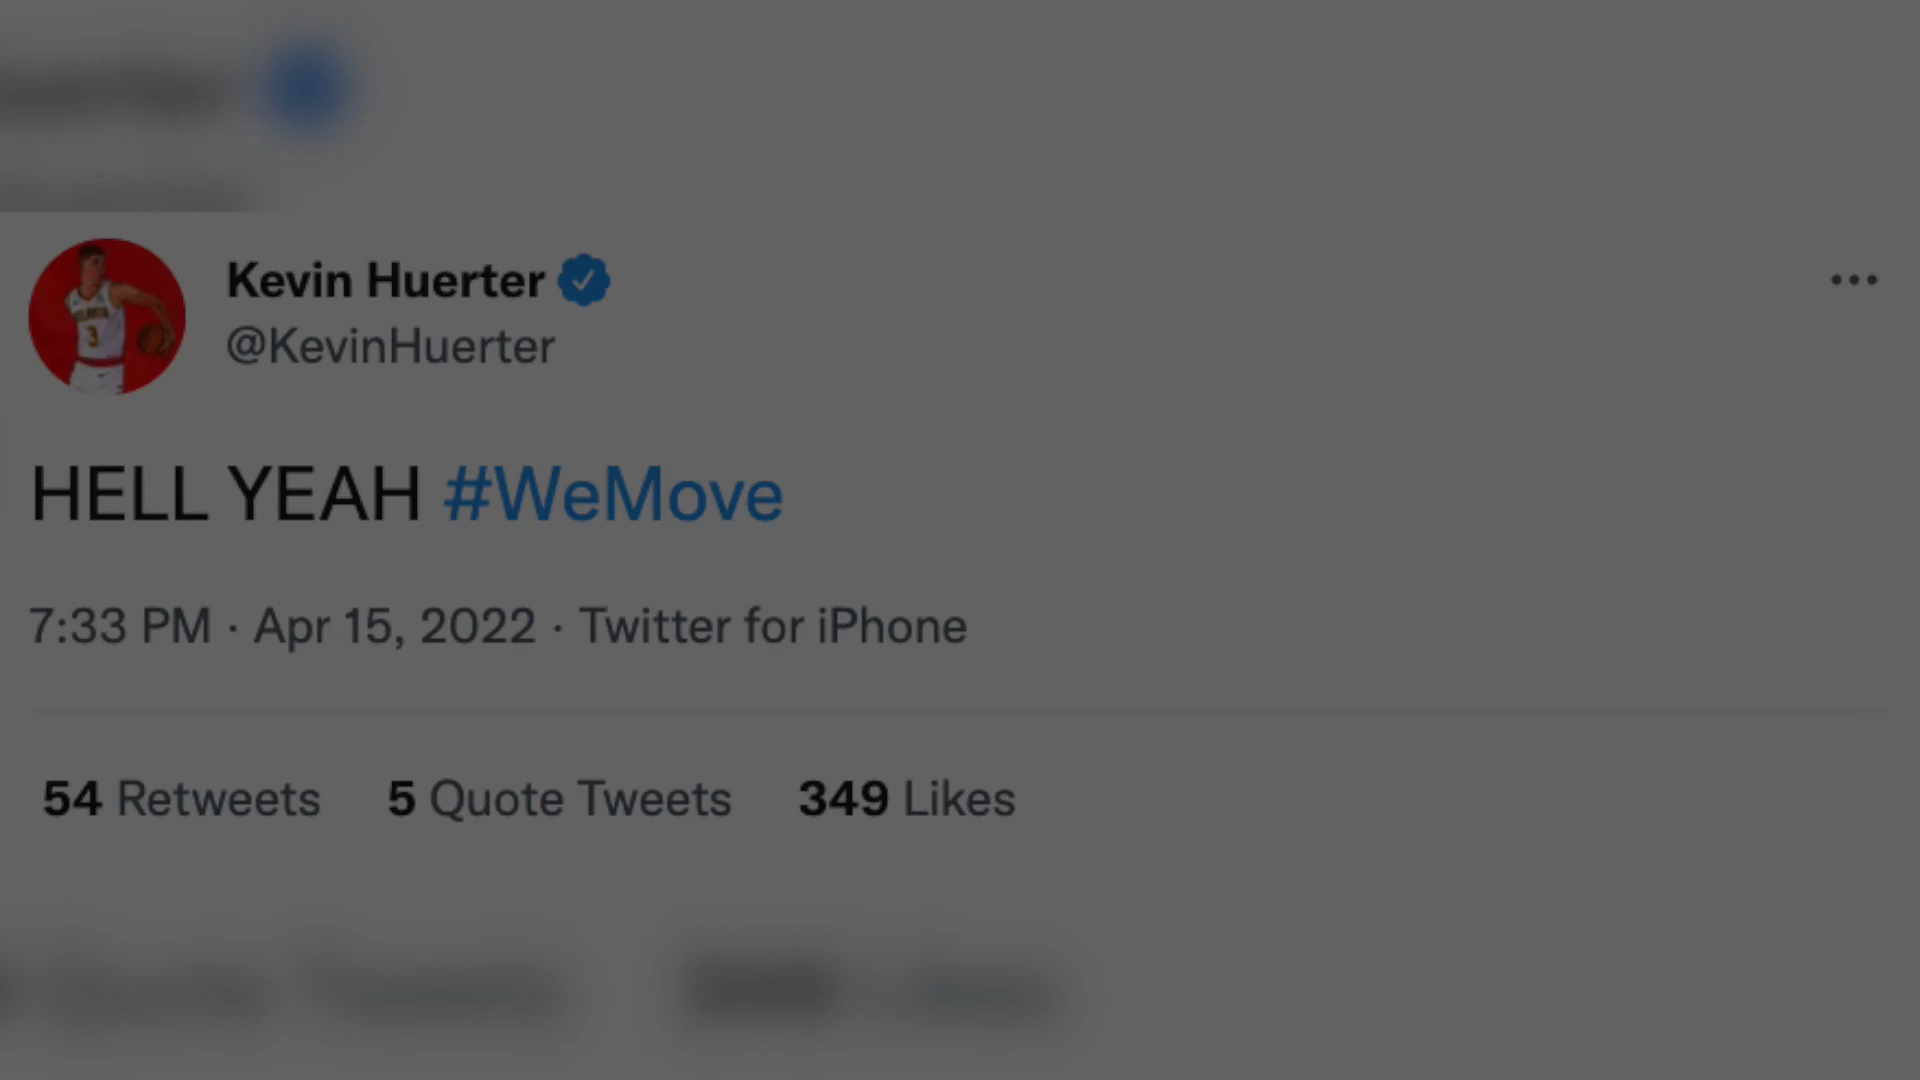 Kevin Huerter
@KevinHuerter
HELL YEAH #WeMove
7:33 PM · Apr 15, 2022 · Twitter for iPhone
54 Retweets 5 Quote Tweets 349 Likes